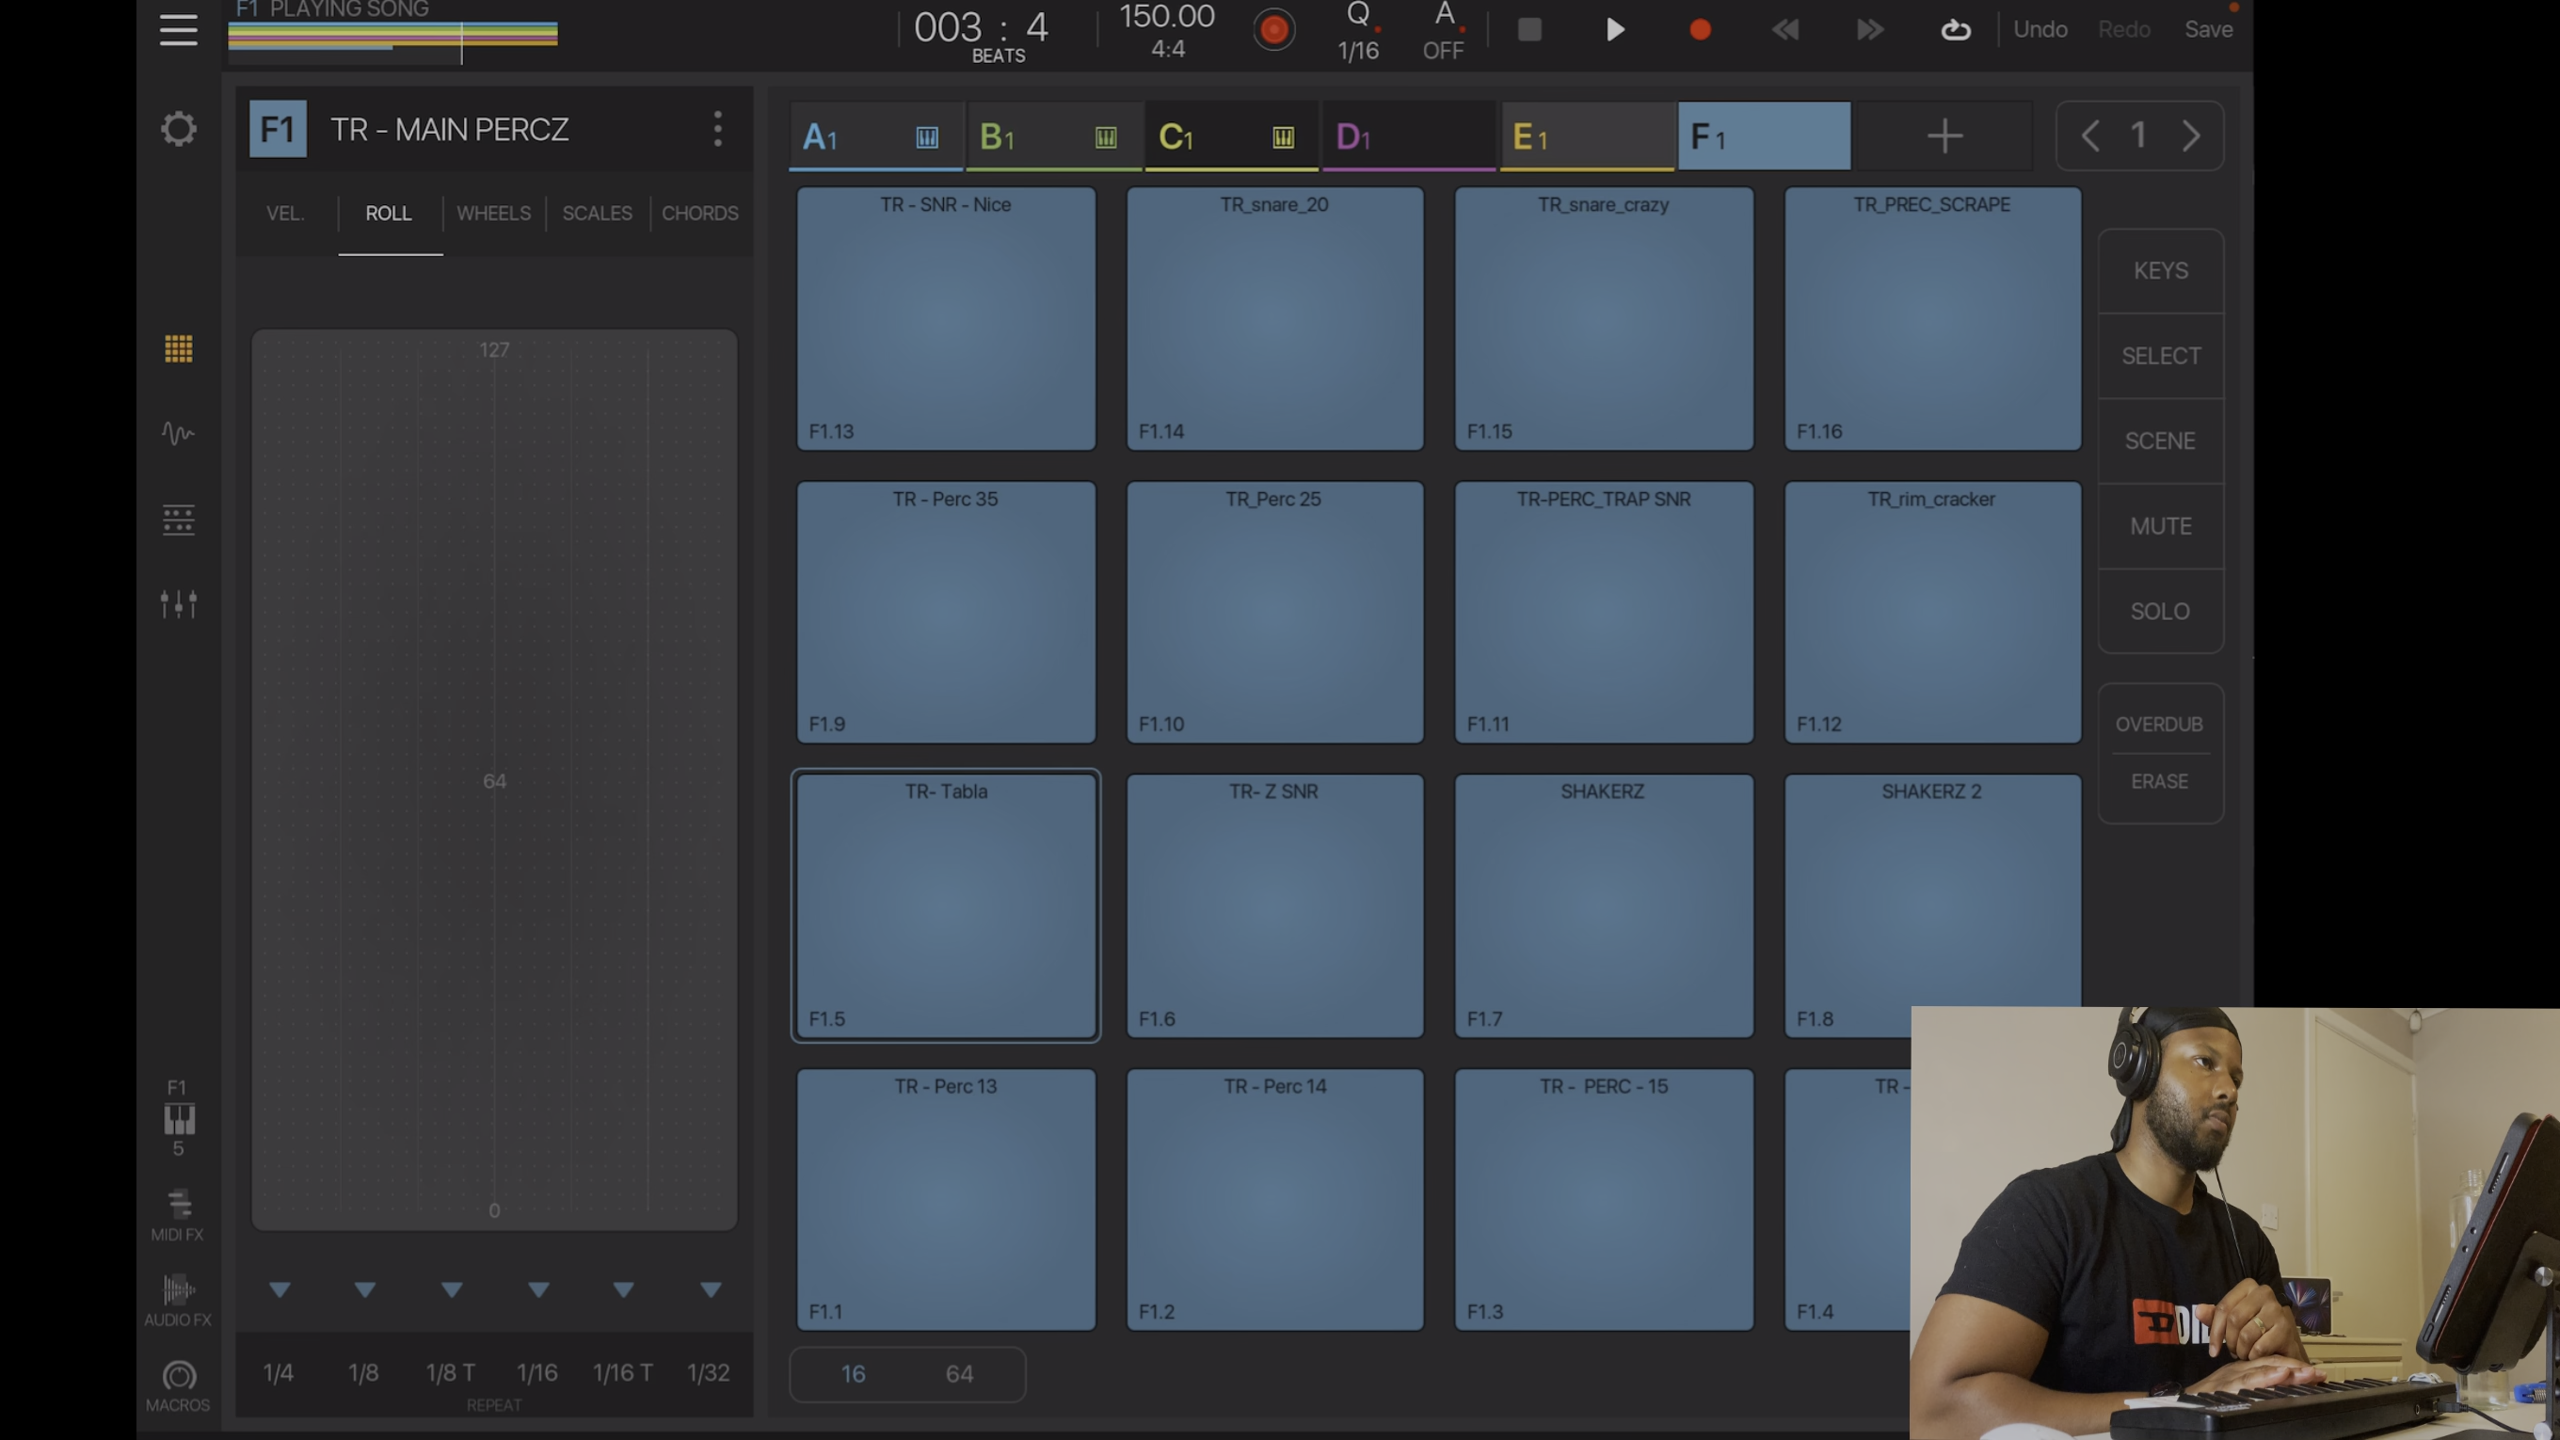 F1 PLAYING SONG
003 : 4
BEATS
150.00
4:4
Q
1/16
A
OFF
Undo
Redo
Save
F1
TR - MAIN PERCZ
A1
B1
C1
D1
E1
F1
1
VEL.
ROLL
WHEELS
SCALES
CHORDS
127
64
0
TR - SNR - Nice
F1.13
TR_snare_20
F1.14
TR_snare_crazy
F1.15
TR_PREC_SCRAPE
F1.16
TR - Perc 35
F1.9
TR_Perc 25
F1.10
TR-PERC_TRAP SNR
F1.11
TR_rim_cracker
F1.12
TR- Tabla
F1.5
TR- Z SNR
F1.6
SHAKERZ
F1.7
SHAKERZ 2
F1.8
TR - Perc 13
F1.1
TR - Perc 14
F1.2
TR - PERC - 15
F1.3
TR -
F1.4
KEYS
SELECT
SCENE
MUTE
SOLO
OVERDUB
ERASE
F1
5
MIDI FX
AUDIO FX
MACROS
1/4
1/8
1/8 T
1/16
1/16 T
1/32
REPEAT
16
64